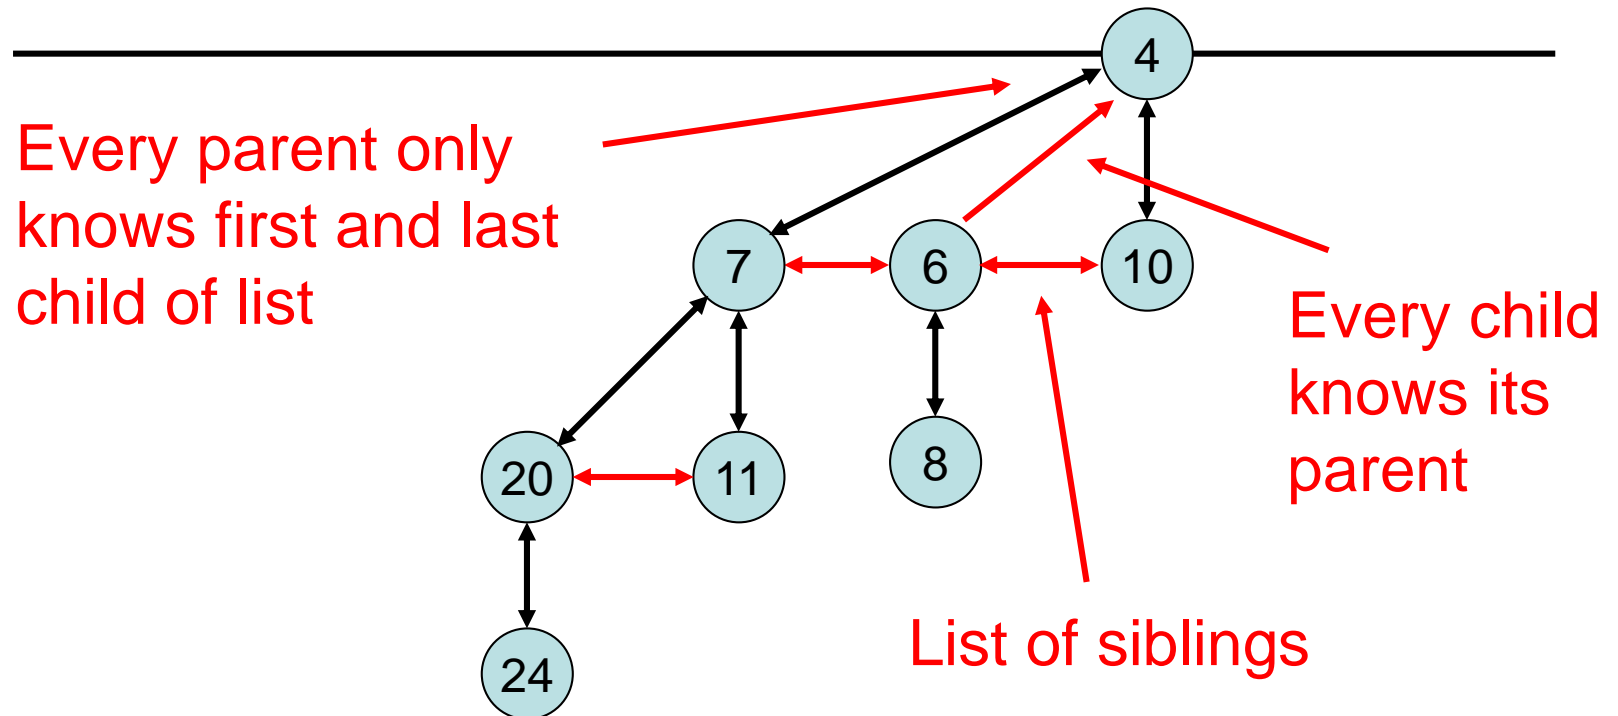 4
Every parent only
knows first and last
child of list
7
6
10
Every child
knows its
parent
20
11
8
List of siblings
24